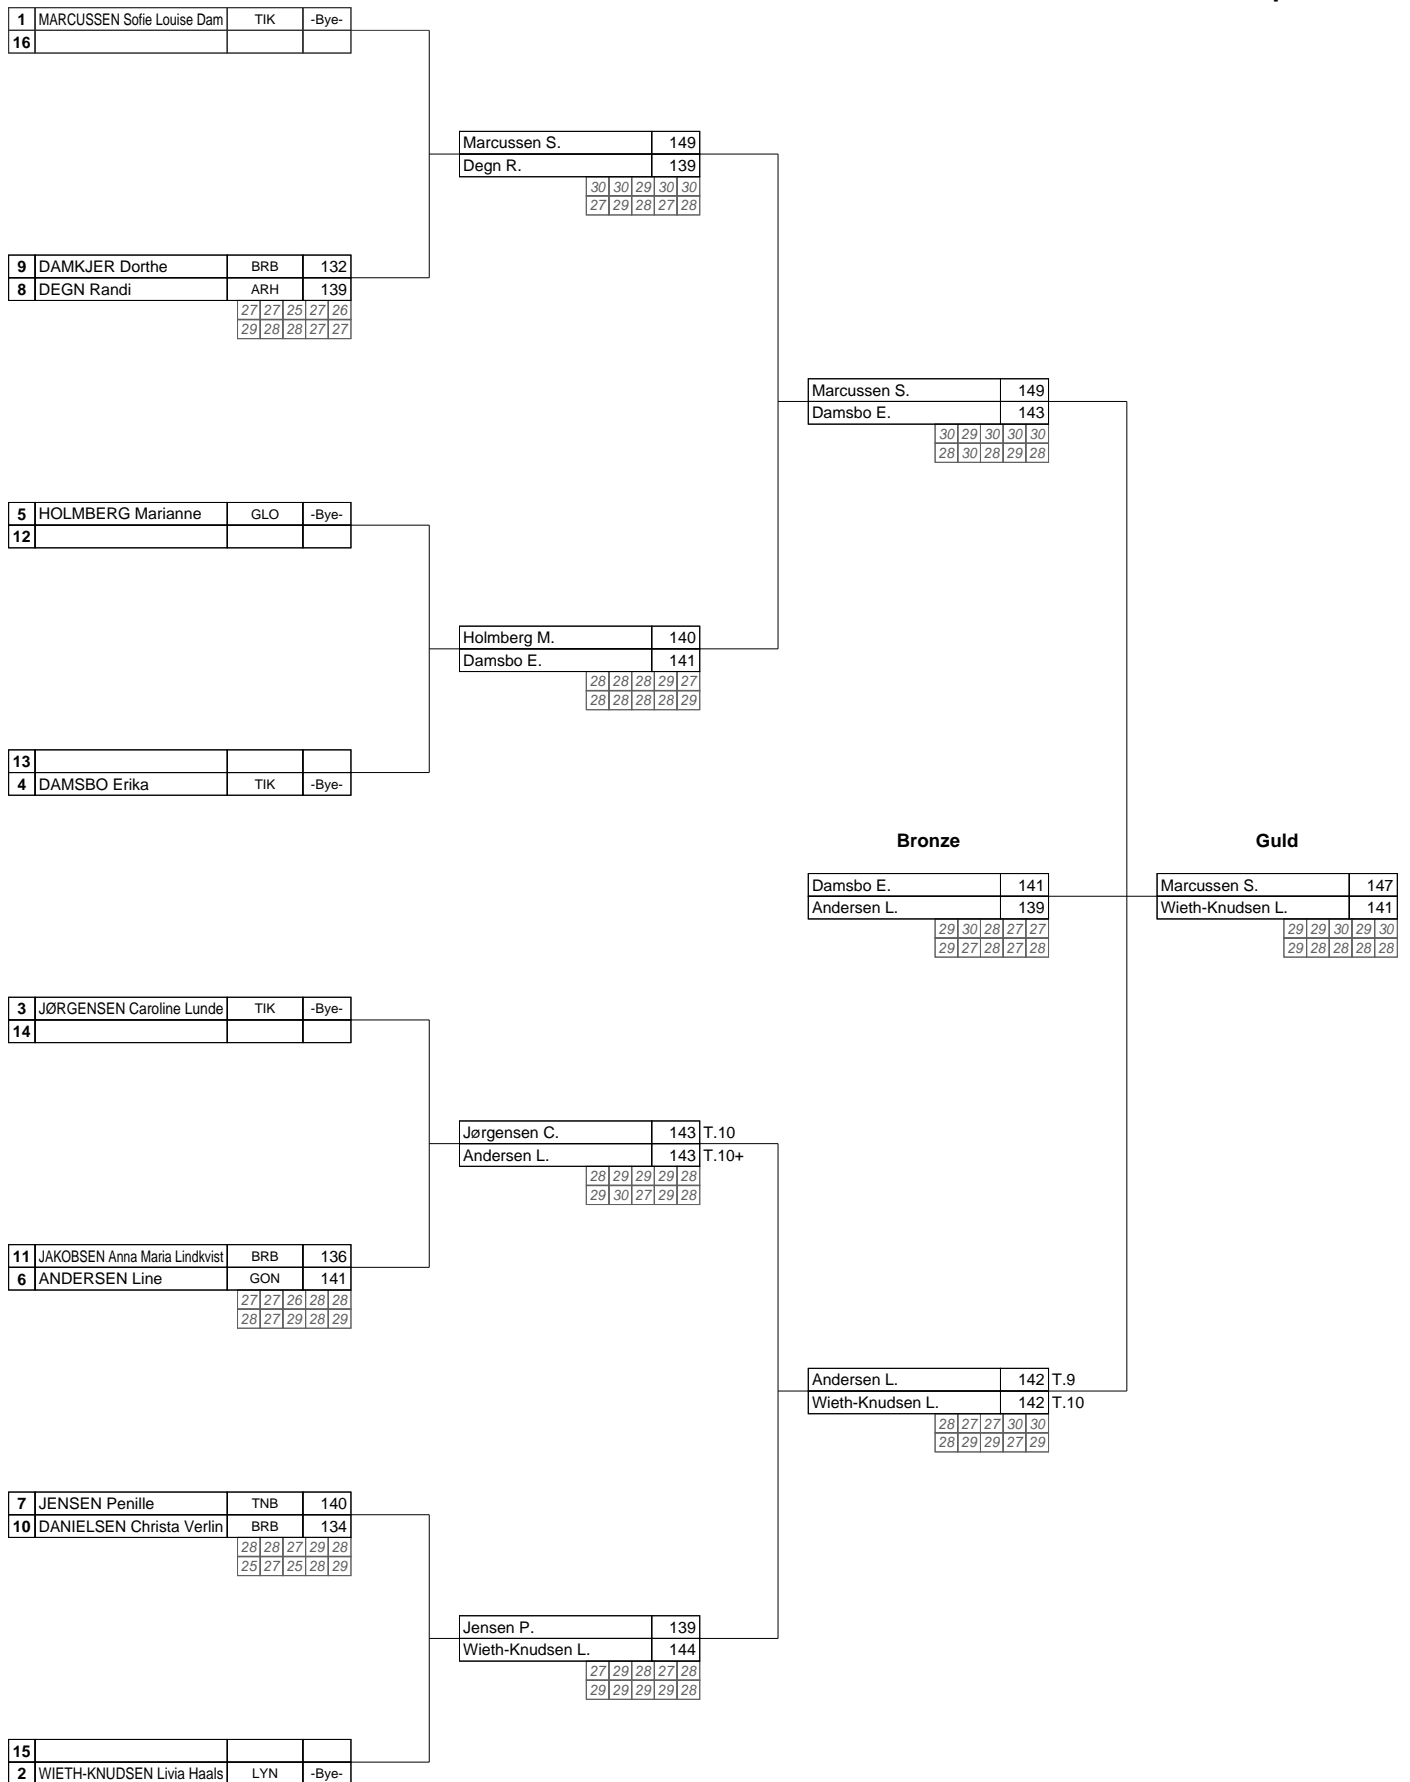 1 MARCUSSEN Sofie Louise Dam TIK -Bye-
16
Marcussen S. 149
Degn R. 139
30 30 29 30 30
27 29 28 27 28
9 DAMKJER Dorthe BRB 132
8 DEGN Randi ARH 139
27 27 25 27 26
29 28 28 27 27
Marcussen S. 149
Damsbo E. 143
30 29 30 30 30
28 30 28 29 28
5 HOLMBERG Marianne GLO -Bye-
12
Holmberg M. 140
Damsbo E. 141
28 28 28 29 27
28 28 28 28 29
13
4 DAMSBO Erika TIK -Bye-
Bronze Guld
Damsbo E. 141 Marcussen S. 147
Andersen L. 139 Wieth-Knudsen L. 141
29 30 28 27 27 29 29 30 29 30
29 27 28 27 28 29 28 28 28 28
3 JØRGENSEN Caroline Lunde TIK -Bye-
14
Jørgensen C. 143 T.10
Andersen L. 143 T.10+
28 29 29 29 28
29 30 27 29 28
11 JAKOBSEN Anna Maria Lindkvist BRB 136
6 ANDERSEN Line GON 141
27 27 26 28 28
28 27 29 28 29
Andersen L. 142 T.9
Wieth-Knudsen L. 142 T.10
28 27 27 30 30
28 29 29 27 29
7 JENSEN Penille TNB 140
10 DANIELSEN Christa Verlin BRB 134
28 28 27 29 28
25 27 25 28 29
Jensen P. 139
Wieth-Knudsen L. 144
27 29 28 27 28
29 29 29 29 28
15
2 WIETH-KNUDSEN Livia Haals LYN -Bye-